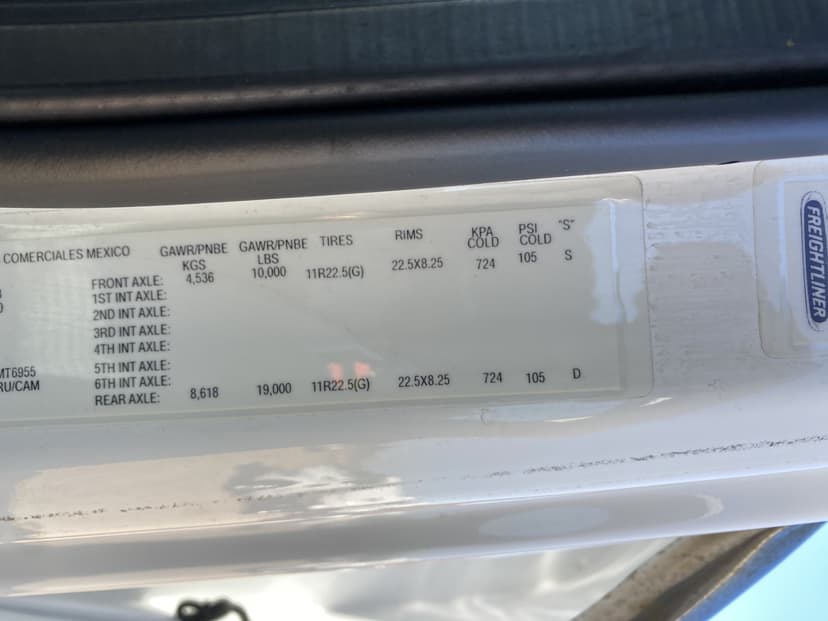 COMERCIALES MEXICO GAWR/PNBE KGS GAWR/PNBE LBS TIRES RIMS KPA COLD PSI COLD "S"
FRONT AXLE: 4,536 10,000 11R22.5(G) 22.5X8.25 724 105 S
1ST INT AXLE:
2ND INT AXLE:
3RD INT AXLE:
4TH INT AXLE:
5TH INT AXLE:
MT6955 6TH INT AXLE:
RU/CAM REAR AXLE: 8,618 19,000 11R22.5(G) 22.5X8.25 724 105 D
FREIGHTLINER